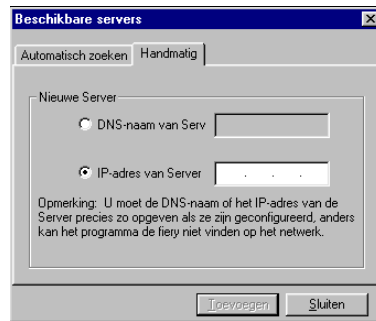 Beschikbare servers
Automatisch zoeken
Handmatig
Nieuwe Server
DNS-naam van Serv
IP-adres van Server
. . .
Opmerking: U moet de DNS-naam of het IP-adres van de
Server precies zo opgeven als ze zijn geconfigureerd, anders
kan het programma de fiery niet vinden op het netwerk.
Toevoegen
Sluiten